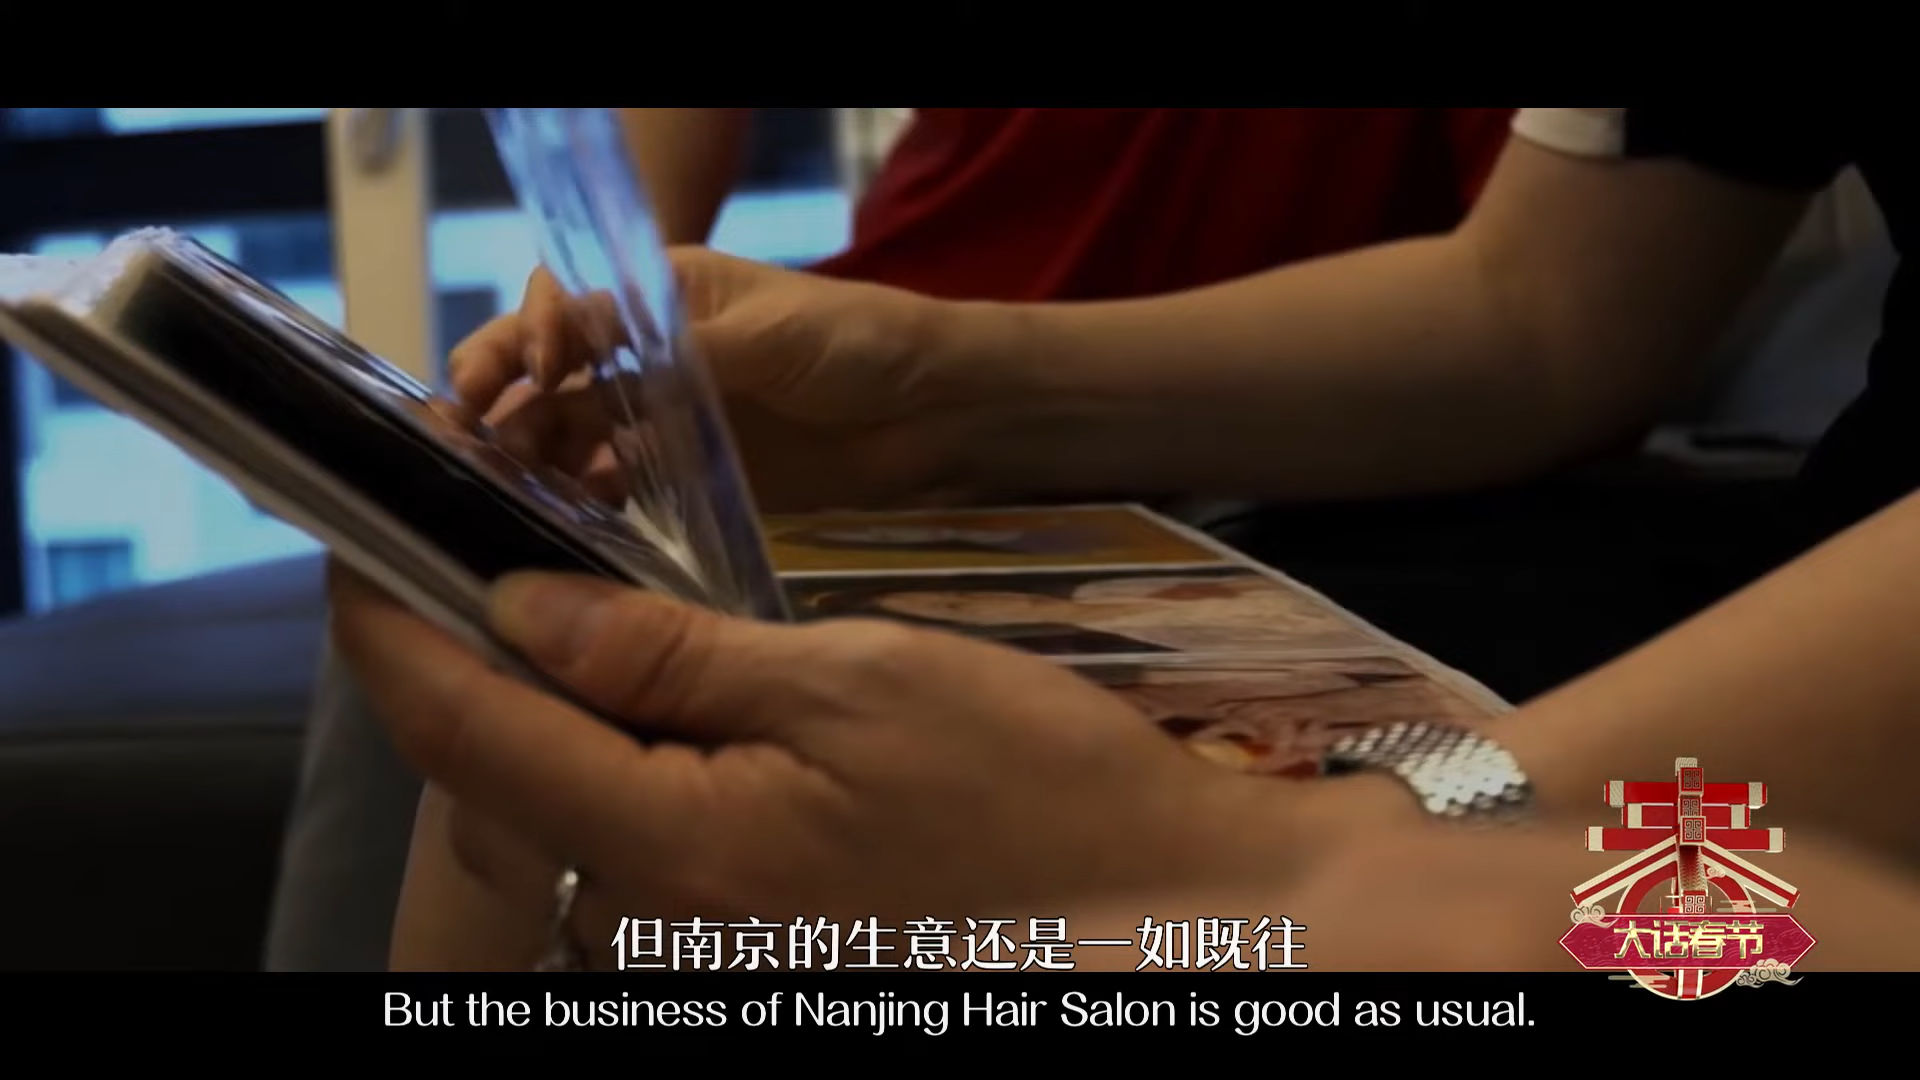 但南京的生意还是一如既往
But the business of Nanjing Hair Salon is good as usual.
春
大话春节